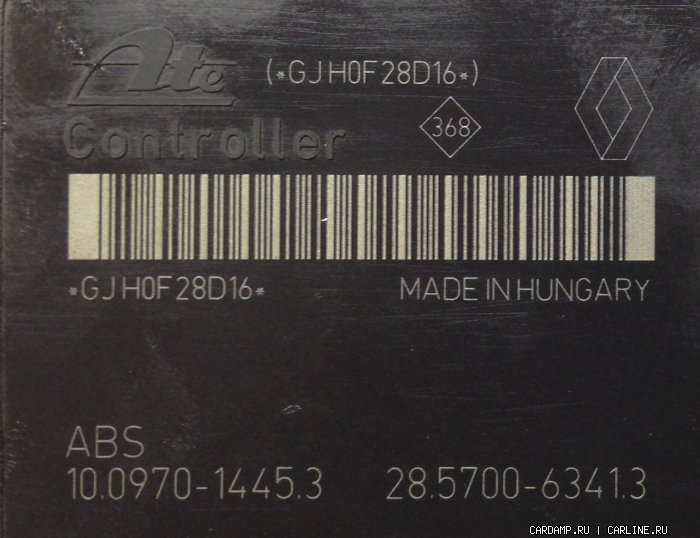 Ate (*GJH0F28D16*)
Controller 368
*GJH0F28D16* MADE IN HUNGARY
ABS
10.0970-1445.3 28.5700-6341.3
CARDAMP.RU | CARLINE.RU